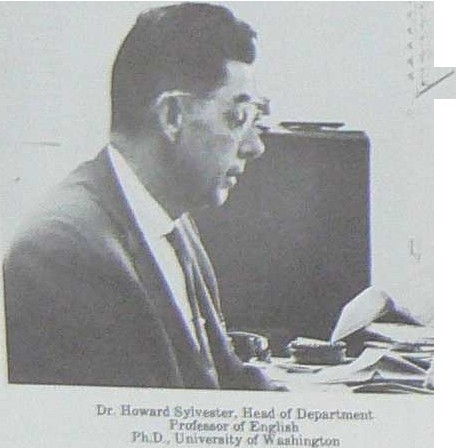 Dr. Howard Sylvester, Head of Department
Professor of English
Ph.D., University of Washington